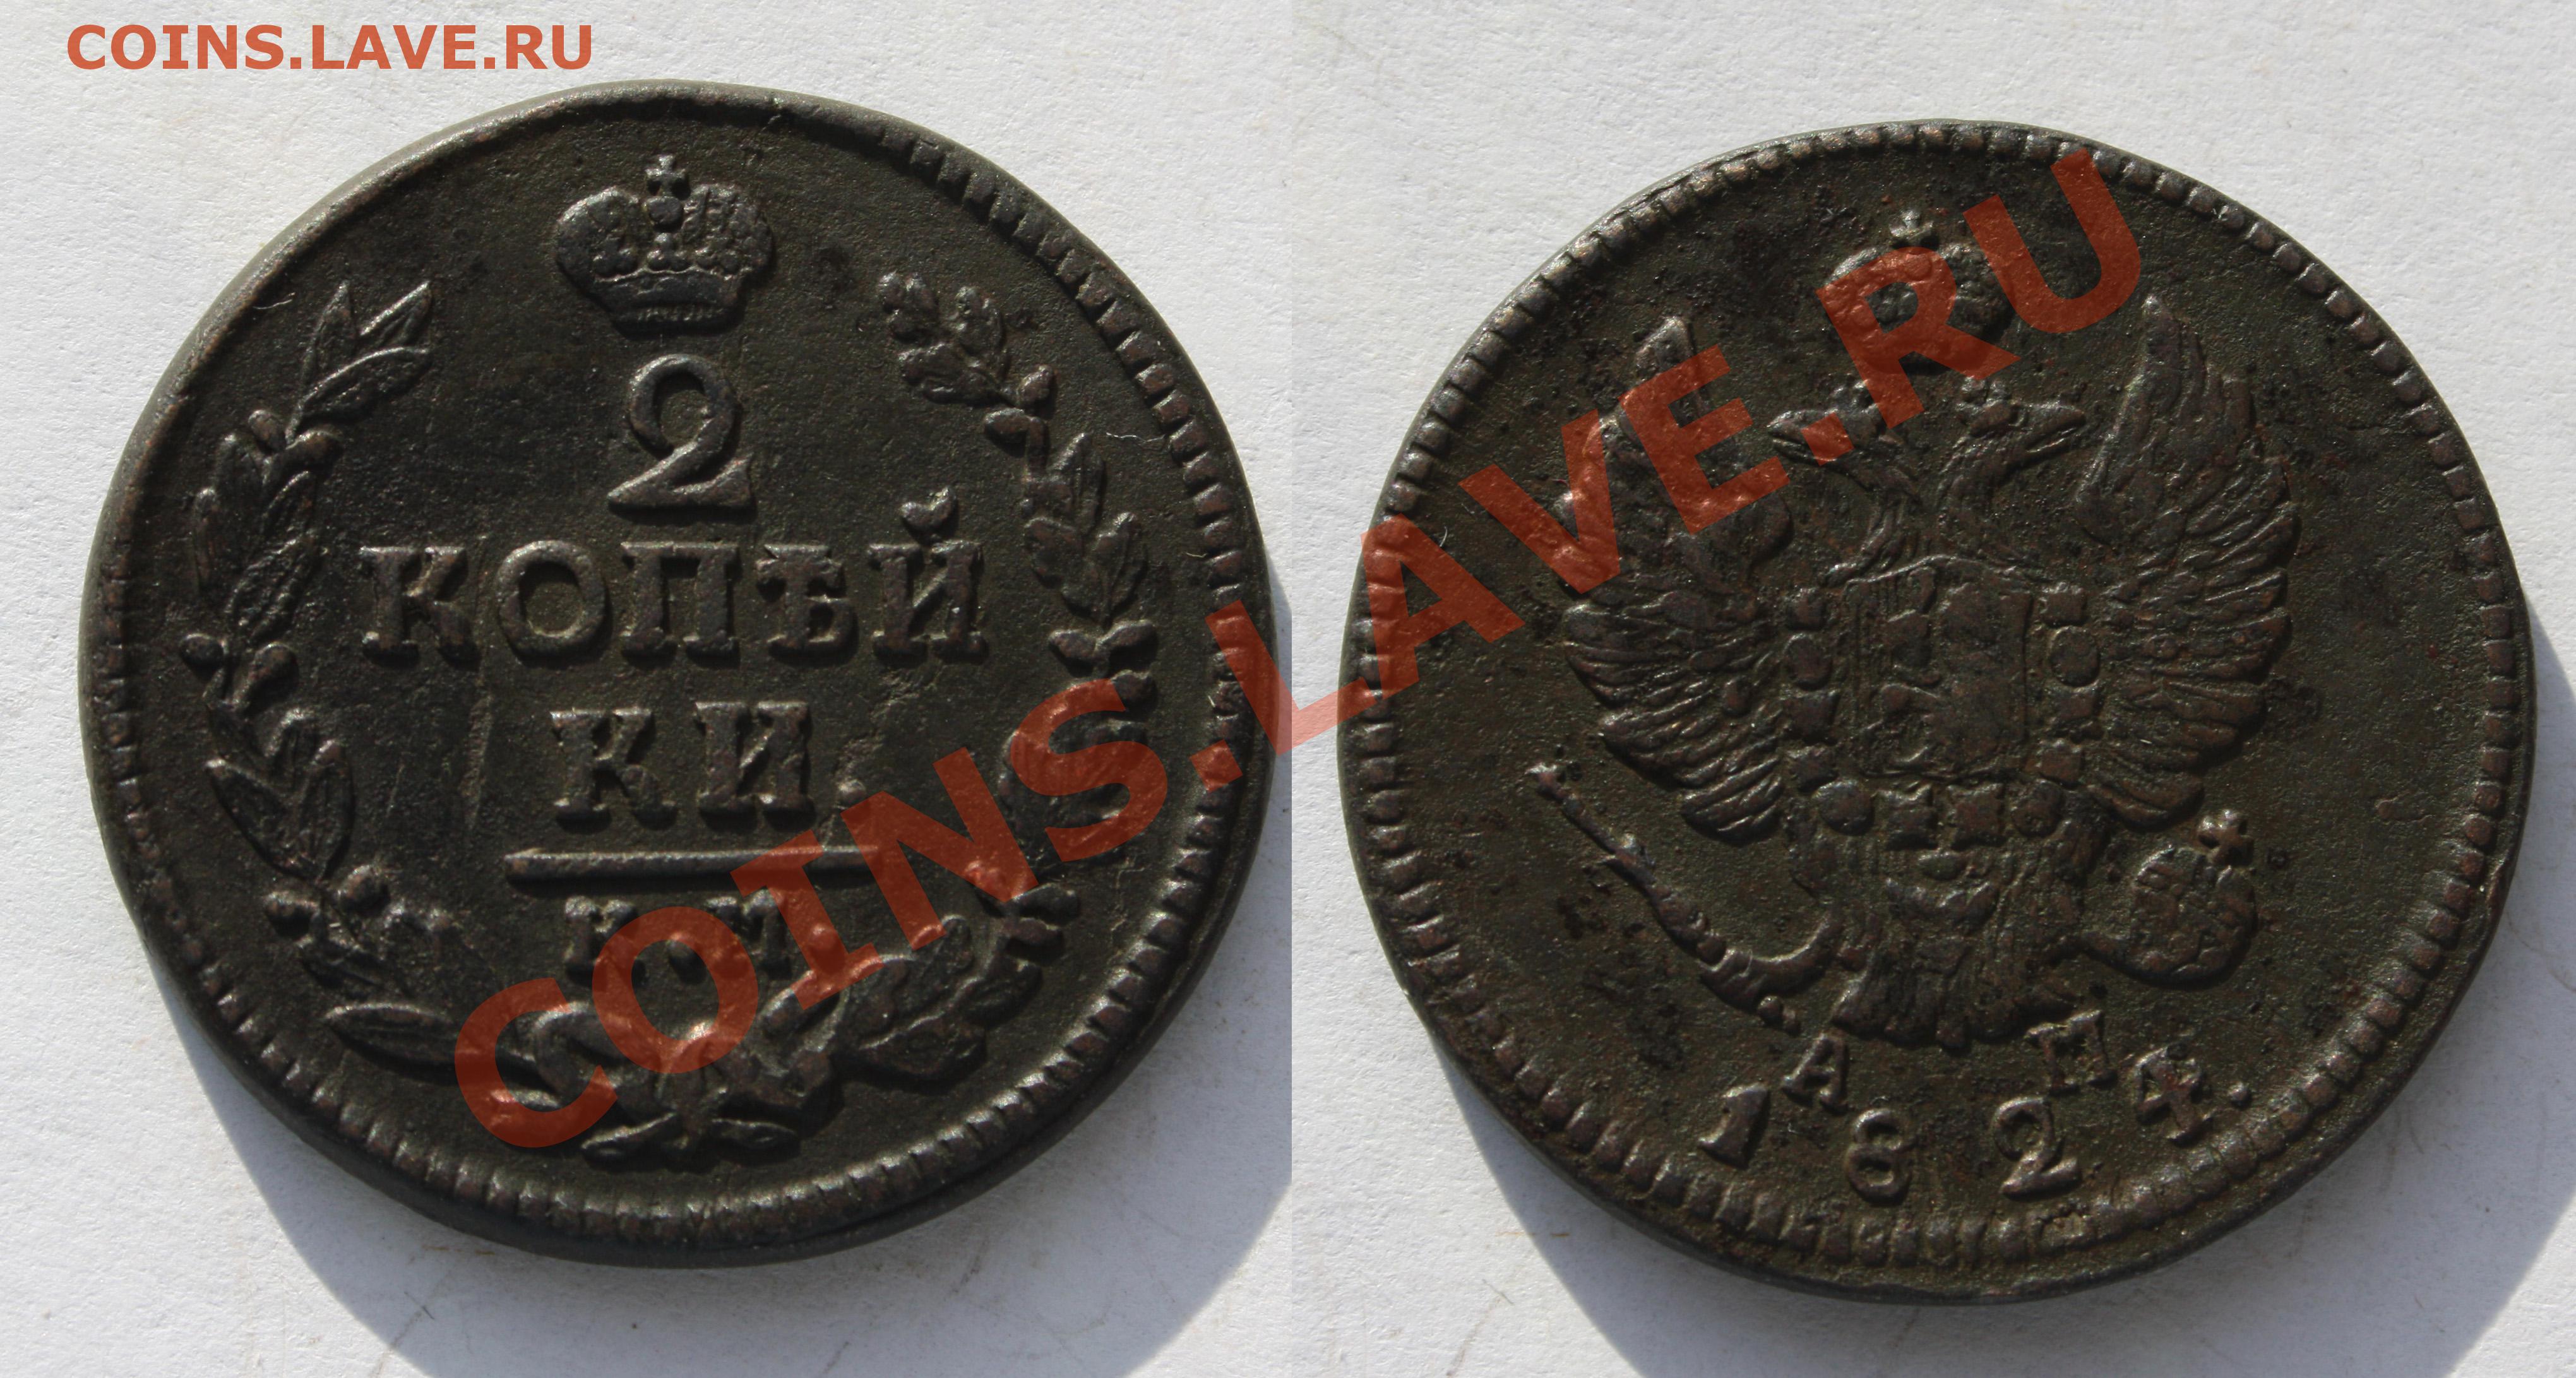 COINS.LAVE.RU
2
КОПѢЙ
КИ.
К.М.
COINS.LAVE.RU
А П
1824.